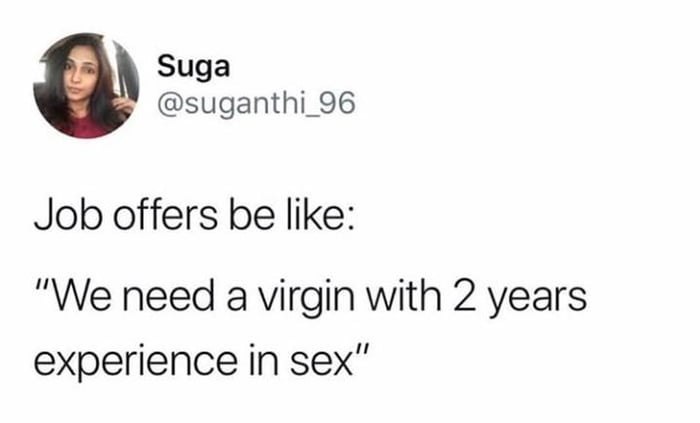 Suga
@suganthi_96
Job offers be like:
"We need a virgin with 2 years
experience in sex"